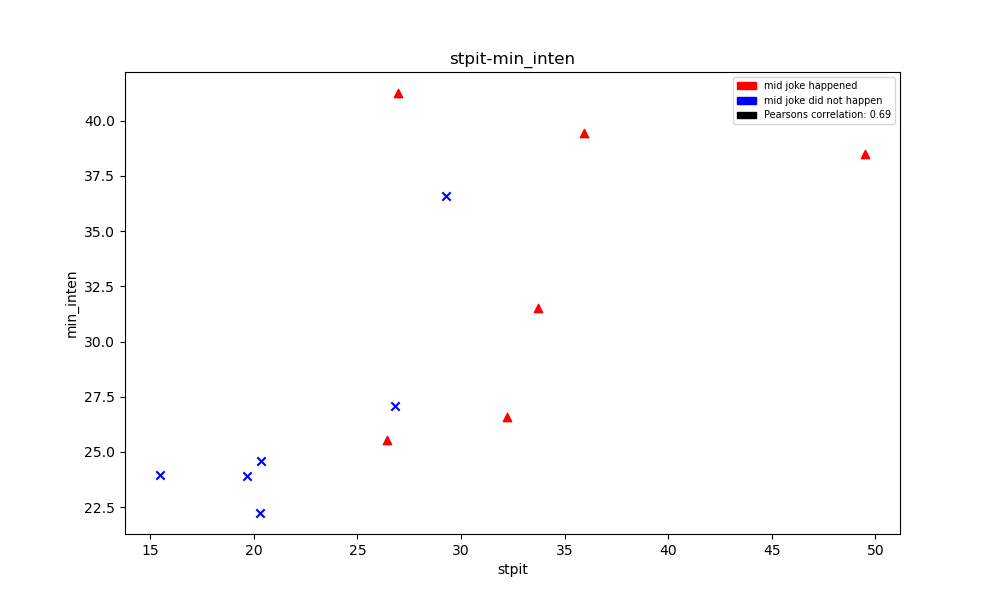 stpit-min_inten
mid joke happened
mid joke did not happen
Pearsons correlation: 0.69
min_inten
40.0
37.5
35.0
32.5
30.0
27.5
25.0
22.5
15 20 25 30 35 40 45 50
stpit